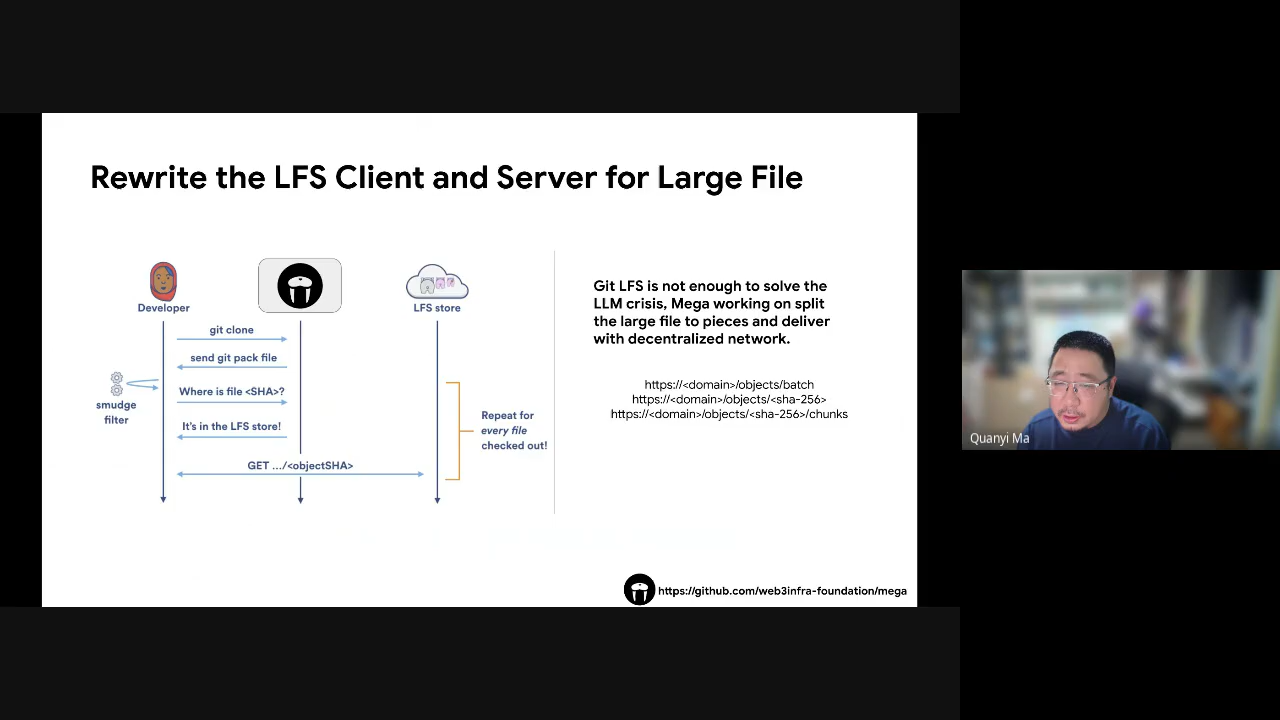 Rewrite the LFS Client and Server for Large File
Developer
LFS store
git clone
send git pack file
Where is file <SHA>?
smudge
filter
It's in the LFS store!
GET .../<objectSHA>
Repeat for
every file
checked out!
Git LFS is not enough to solve the
LLM crisis, Mega working on split
the large file to pieces and deliver
with decentralized network.
https://<domain>/objects/batch
https://<domain>/objects/<sha-256>
https://<domain>/objects/<sha-256>/chunks
https://github.com/web3infra-foundation/mega
Quanyi Ma